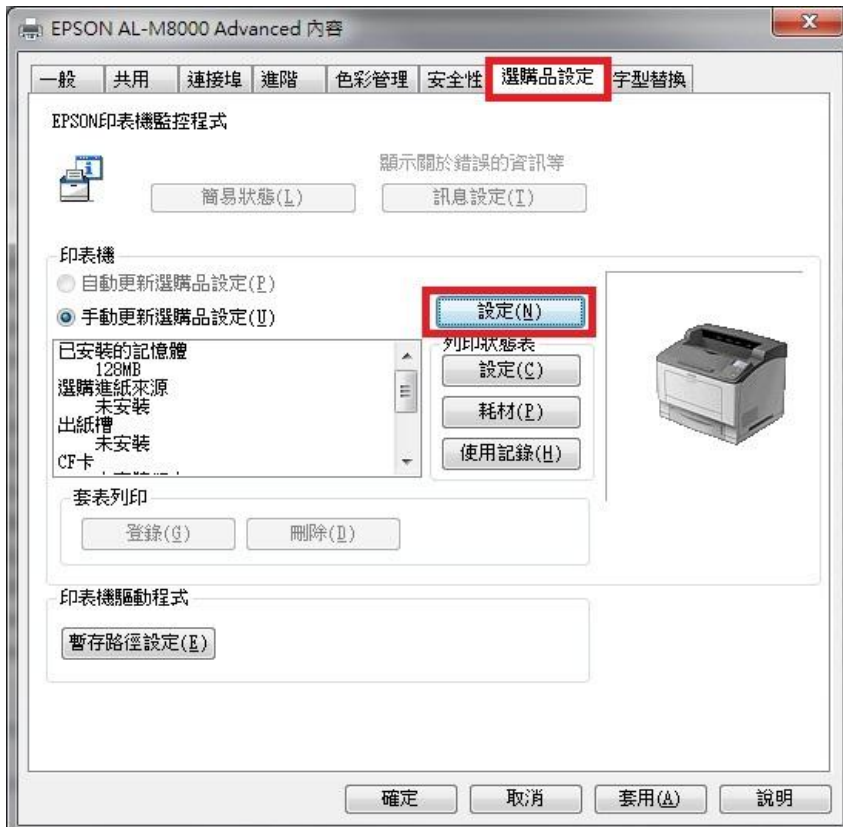 EPSON AL-M8000 Advanced 內容
一般 共用 連接埠 進階 色彩管理 安全性 選購品設定 字型替換
EPSON印表機監控程式
顯示關於錯誤的資訊等
簡易狀態(L) 訊息設定(T)
印表機
自動更新選購品設定(P)
手動更新選購品設定(U) 設定(N)
已安裝的記憶體
128MB
選購進紙來源
未安裝
出紙槽
未安裝
CF卡
列印狀態表
設定(C)
耗材(P)
使用記錄(H)
套表列印
登錄(G) 刪除(D)
印表機驅動程式
暫存路徑設定(E)
確定 取消 套用(A) 說明